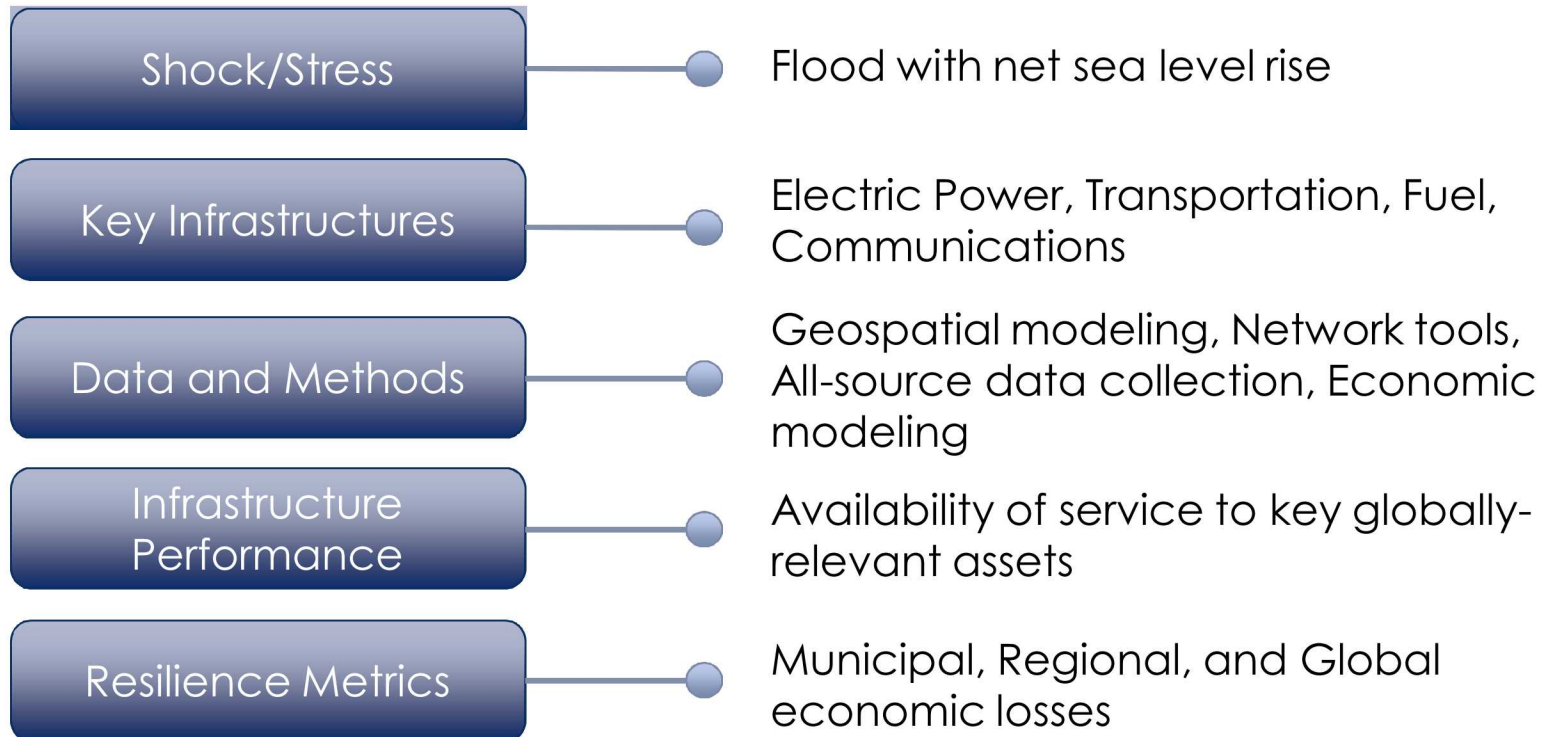 Shock/Stress
Flood with net sea level rise
Key Infrastructures
Electric Power, Transportation, Fuel,
Communications
Data and Methods
Geospatial modeling, Network tools,
All-source data collection, Economic
modeling
Infrastructure
Performance
Availability of service to key globally-
relevant assets
Resilience Metrics
Municipal, Regional, and Global
economic losses